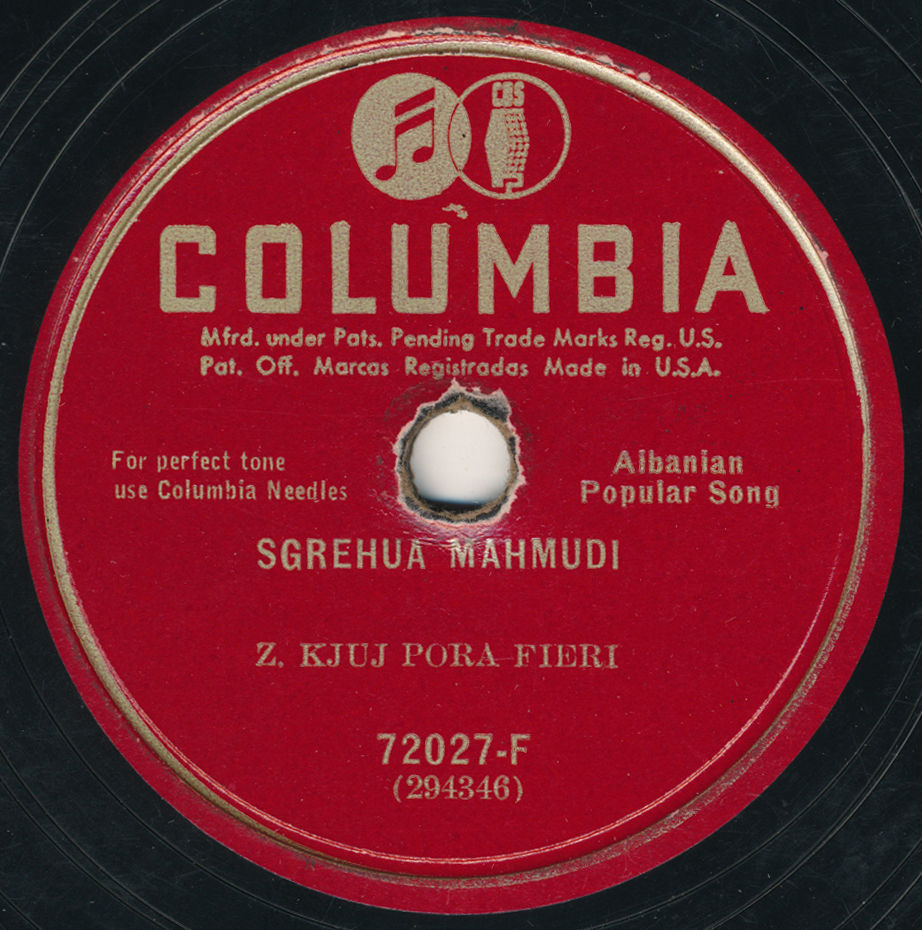 CBS
COLUMBIA
Mfrd. under Pats. Pending Trade Marks Reg. U.S.
Pat. Off. Marcas Registradas Made in U.S.A.
For perfect tone
use Columbia Needles
Albanian
Popular Song
SGREHUA MAHMUDI
Z. KJUJ PORA FIERI
72027-F
(294346)